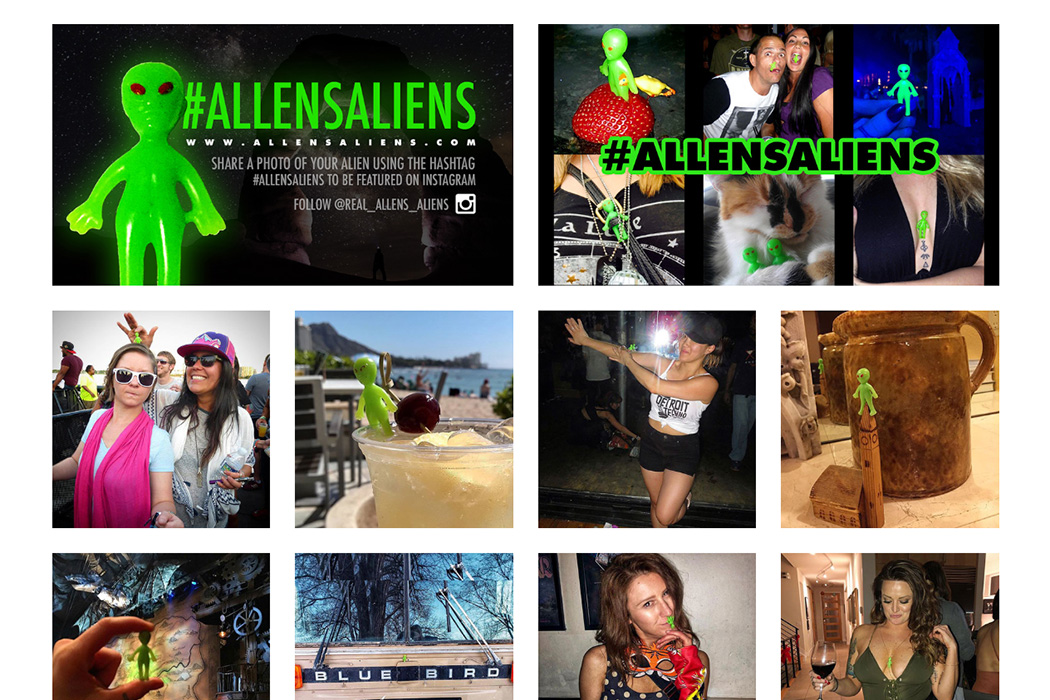 #ALLENSALIENS
WWW.ALLENSALIENS.COM
SHARE A PHOTO OF YOUR ALIEN USING THE HASHTAG
#ALLENSALIENS TO BE FEATURED ON INSTAGRAM
FOLLOW @REAL_ALLENS_ALIENS
#ALLENSALIENS
DETROIT
TECHNO
BLUE BIRD